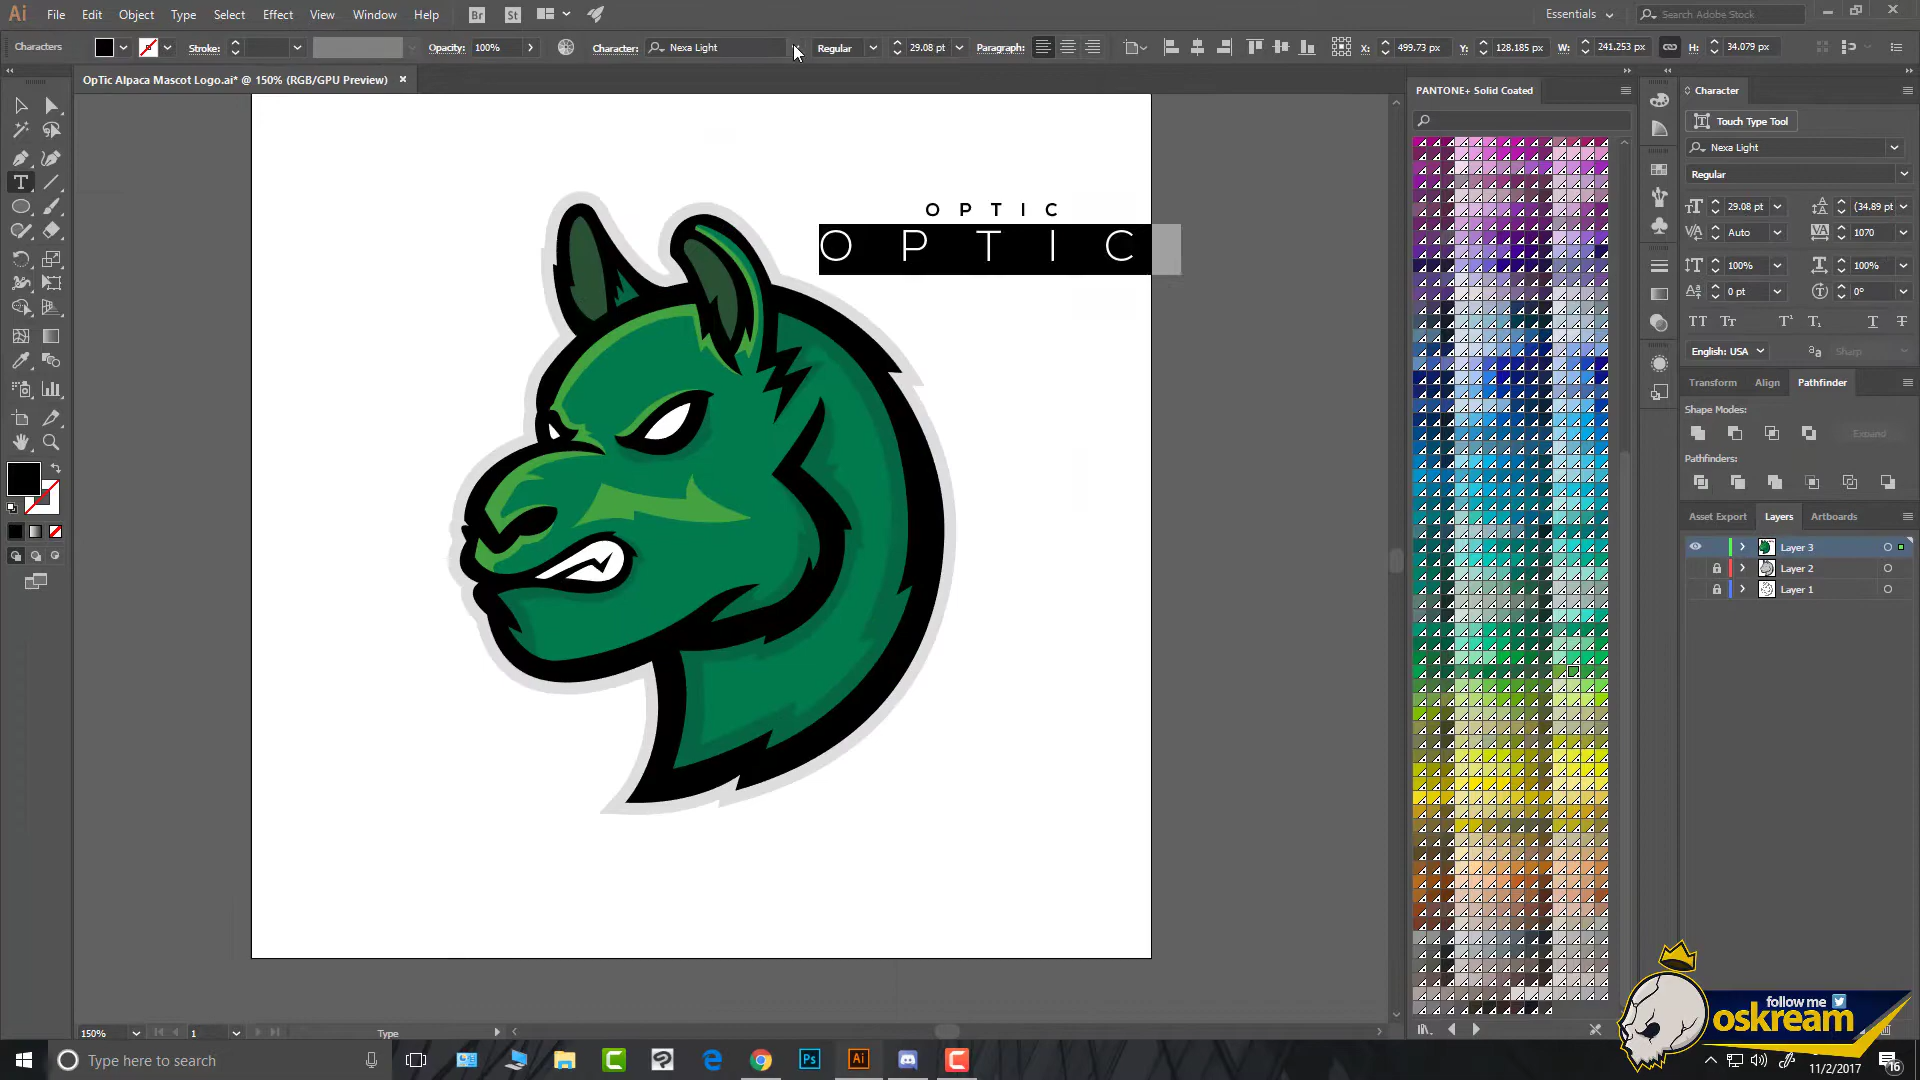 Ai File Edit Object Type Select Effect View Window Help Br St Essentials Search Adobe Stock
Characters Stroke: Opacity: 100% Character: Nexa Light Regular 29.08 pt Paragraph: X: 499.73 px Y: 128.185 px W: 241.253 px H: 34.079 px
OpTic Alpaca Mascot Logo.ai* @ 150% (RGB/GPU Preview)
PANTONE+ Solid Coated
Character
Touch Type Tool
Nexa Light
Regular
29.08 pt (34.89 pt
Auto 1070
100% 100%
0 pt 0°
English: USA Sharp
Transform Align Pathfinder
Shape Modes:
Expand
Pathfinders:
Asset Export Layers Artboards
Layer 3
Layer 2
Layer 1
OPTIC
OPTIC
150% 1 Type
follow me
oskream
Type here to search
Ps Ai
11/2/2017
16